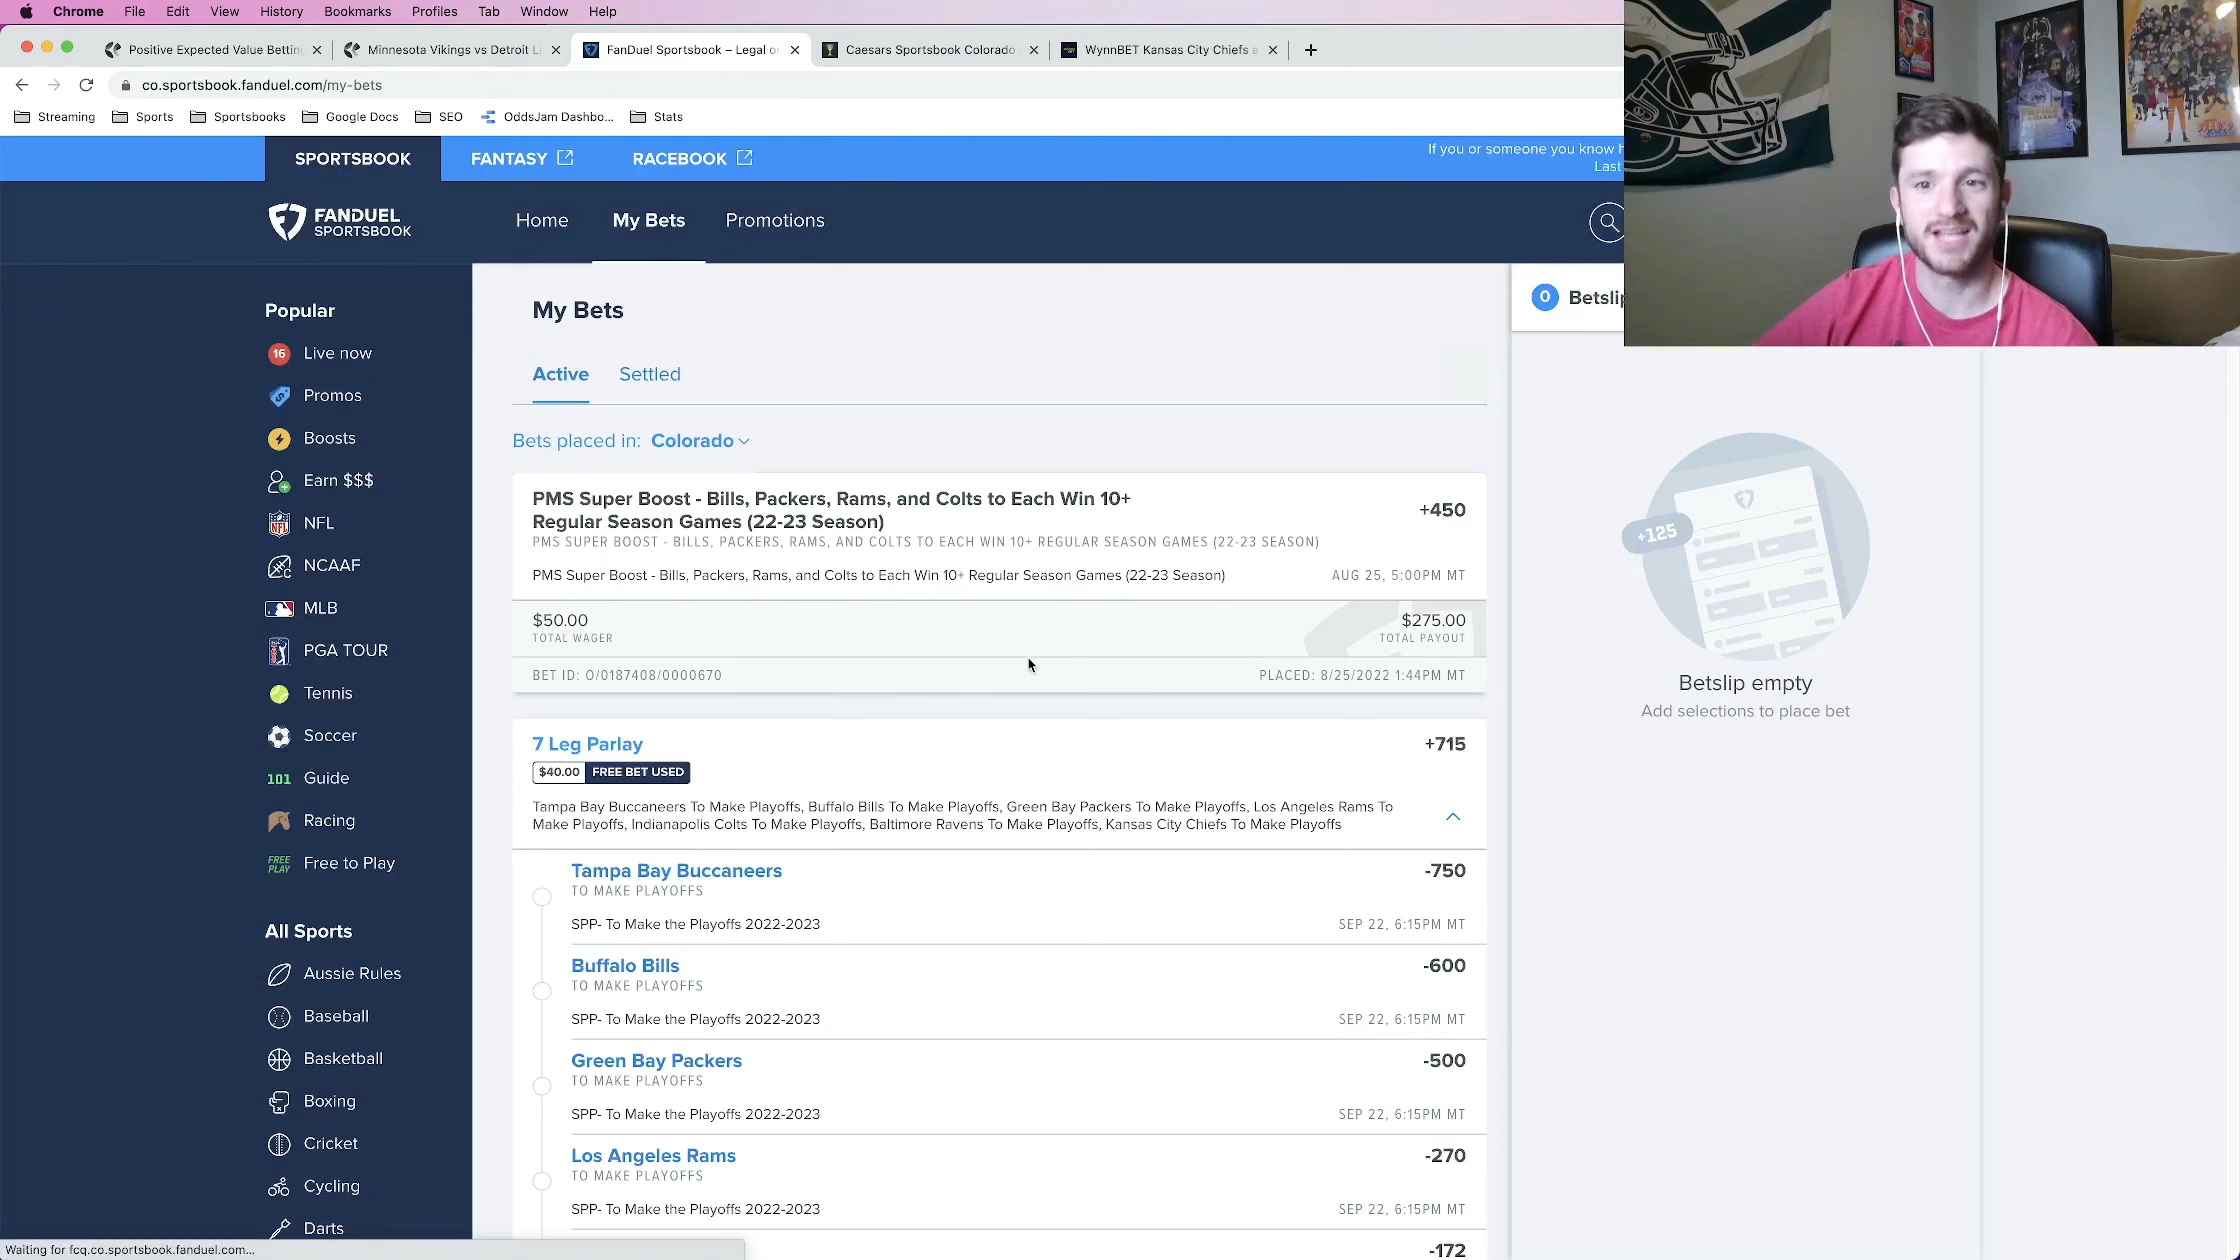 Chrome File Edit View History Bookmarks Profiles Tab Window Help
Positive Expected Value Betting
Minnesota Vikings vs Detroit Li
FanDuel Sportsbook – Legal on
Caesars Sportsbook Colorado
WynnBET Kansas City Chiefs a
co.sportsbook.fanduel.com/my-bets
Streaming Sports Sportsbooks Google Docs SEO OddsJam Dashbo... Stats
SPORTSBOOK FANTASY RACEBOOK
If you or someone you know h
Last
FANDUEL
SPORTSBOOK
Home My Bets Promotions
Popular
16 Live now
Promos
Boosts
Earn $$$
NFL
NCAAF
MLB
PGA TOUR
Tennis
Soccer
101 Guide
Racing
FREE
PLAY
Free to Play
All Sports
Aussie Rules
Baseball
Basketball
Boxing
Cricket
Cycling
Darts
Waiting for fcq.co.sportsbook.fanduel.com...
My Bets
Active Settled
Bets placed in: Colorado
PMS Super Boost - Bills, Packers, Rams, and Colts to Each Win 10+
Regular Season Games (22-23 Season)
+450
PMS SUPER BOOST - BILLS, PACKERS, RAMS, AND COLTS TO EACH WIN 10+ REGULAR SEASON GAMES (22-23 SEASON)
PMS Super Boost - Bills, Packers, Rams, and Colts to Each Win 10+ Regular Season Games (22-23 Season) AUG 25, 5:00PM MT
$50.00 $275.00
TOTAL WAGER TOTAL PAYOUT
BET ID: O/0187408/0000670 PLACED: 8/25/2022 1:44PM MT
7 Leg Parlay +715
$40.00 FREE BET USED
Tampa Bay Buccaneers To Make Playoffs, Buffalo Bills To Make Playoffs, Green Bay Packers To Make Playoffs, Los Angeles Rams To
Make Playoffs, Indianapolis Colts To Make Playoffs, Baltimore Ravens To Make Playoffs, Kansas City Chiefs To Make Playoffs
Tampa Bay Buccaneers -750
TO MAKE PLAYOFFS
SPP- To Make the Playoffs 2022-2023 SEP 22, 6:15PM MT
Buffalo Bills -600
TO MAKE PLAYOFFS
SPP- To Make the Playoffs 2022-2023 SEP 22, 6:15PM MT
Green Bay Packers -500
TO MAKE PLAYOFFS
SPP- To Make the Playoffs 2022-2023 SEP 22, 6:15PM MT
Los Angeles Rams -270
TO MAKE PLAYOFFS
SPP- To Make the Playoffs 2022-2023 SEP 22, 6:15PM MT
-172
0 Betslip
+125
Betslip empty
Add selections to place bet